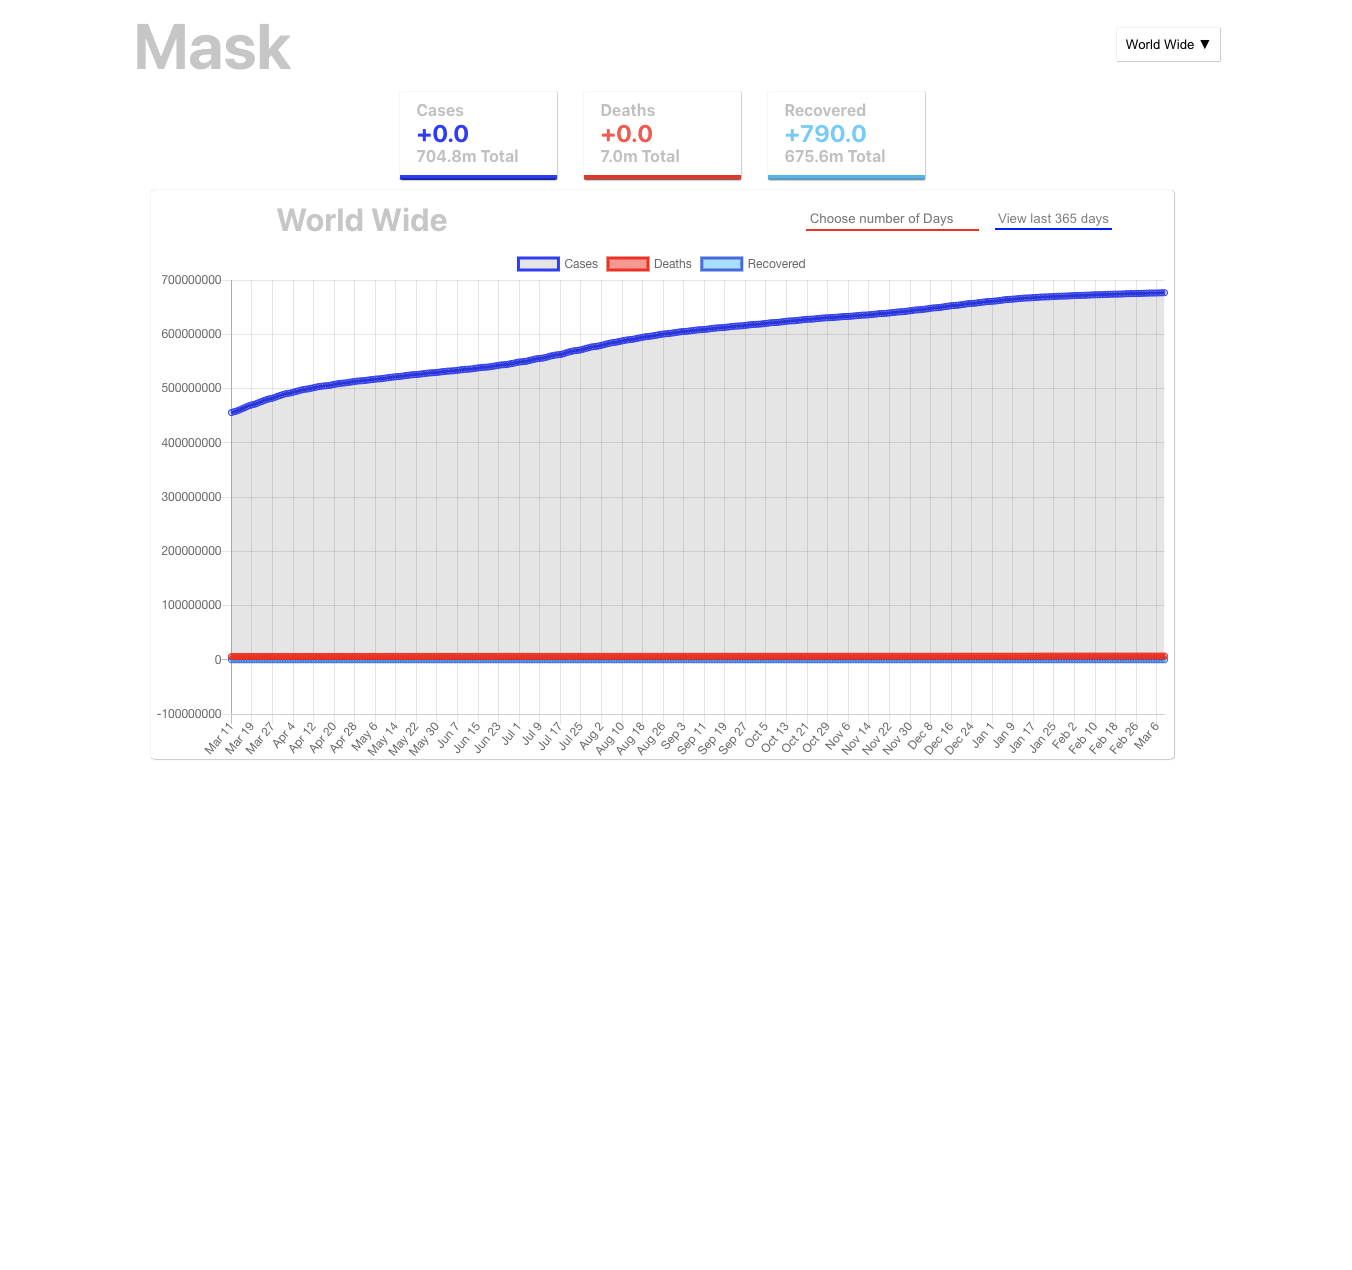 Mask
World Wide ▼
Cases
+0.0
704.8m Total
Deaths
+0.0
7.0m Total
Recovered
+790.0
675.6m Total
World Wide
Choose number of Days
View last 365 days
Cases
Deaths
Recovered
700000000
600000000
500000000
400000000
300000000
200000000
100000000
0
-100000000
Mar 11
Mar 19
Mar 27
Apr 4
Apr 12
Apr 20
Apr 28
May 6
May 14
May 22
May 30
Jun 7
Jun 15
Jun 23
Jul 1
Jul 9
Jul 17
Jul 25
Aug 2
Aug 10
Aug 18
Aug 26
Sep 3
Sep 11
Sep 19
Sep 27
Oct 5
Oct 13
Oct 21
Oct 29
Nov 6
Nov 14
Nov 22
Nov 30
Dec 8
Dec 16
Dec 24
Jan 1
Jan 9
Jan 17
Jan 25
Feb 2
Feb 10
Feb 18
Feb 26
Mar 6